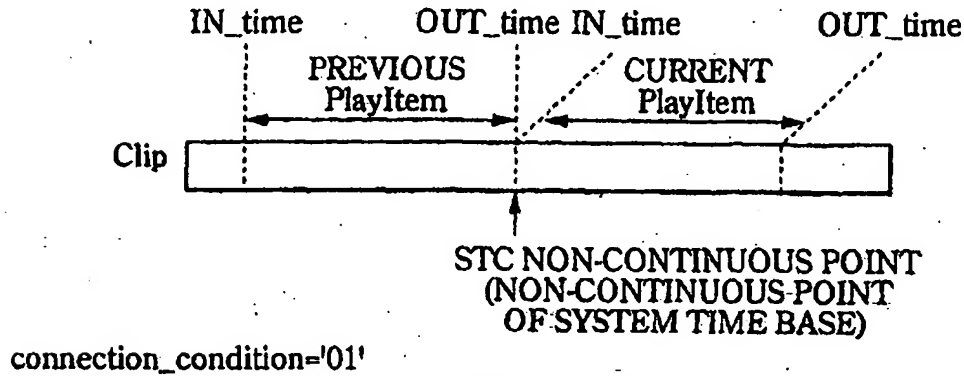 IN_time OUT_time IN_time OUT_time
PREVIOUS PlayItem
CURRENT PlayItem
Clip
STC NON-CONTINUOUS POINT
(NON-CONTINUOUS POINT
OF SYSTEM TIME BASE)
connection_condition='01'